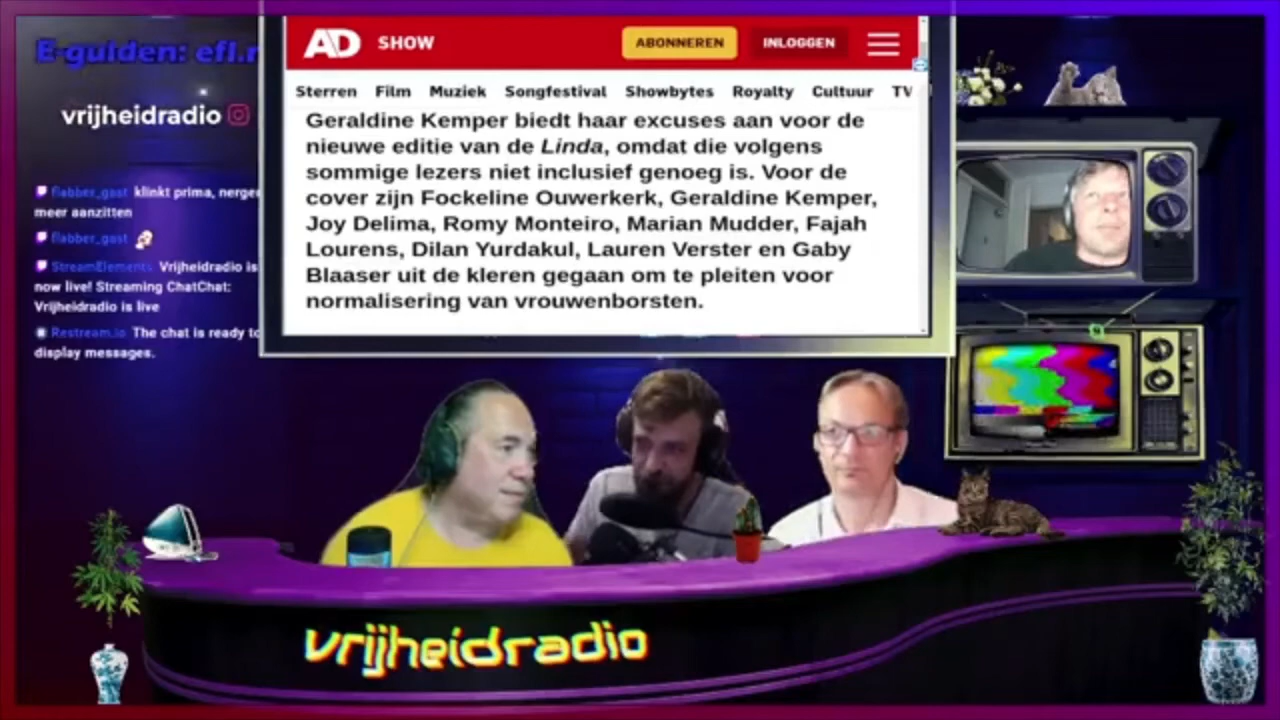 E-gulden: efl.n
vrijheidradio
flabber_gast klinkt prima, nerge
meer aanzitten
flabber_gast
StreamElements Vrijheidradio is
now live! Streaming ChatChat:
Vrijheidradio is live
Restream.io The chat is ready to
display messages.
AD SHOW ABONNEREN INLOGGEN
Sterren Film Muziek Songfestival Showbytes Royalty Cultuur TV
Geraldine Kemper biedt haar excuses aan voor de
nieuwe editie van de Linda, omdat die volgens
sommige lezers niet inclusief genoeg is. Voor de
cover zijn Fockeline Ouwerkerk, Geraldine Kemper,
Joy Delima, Romy Monteiro, Marian Mudder, Fajah
Lourens, Dilan Yurdakul, Lauren Verster en Gaby
Blaaser uit de kleren gegaan om te pleiten voor
normalisering van vrouwenborsten.
vrijheidradio